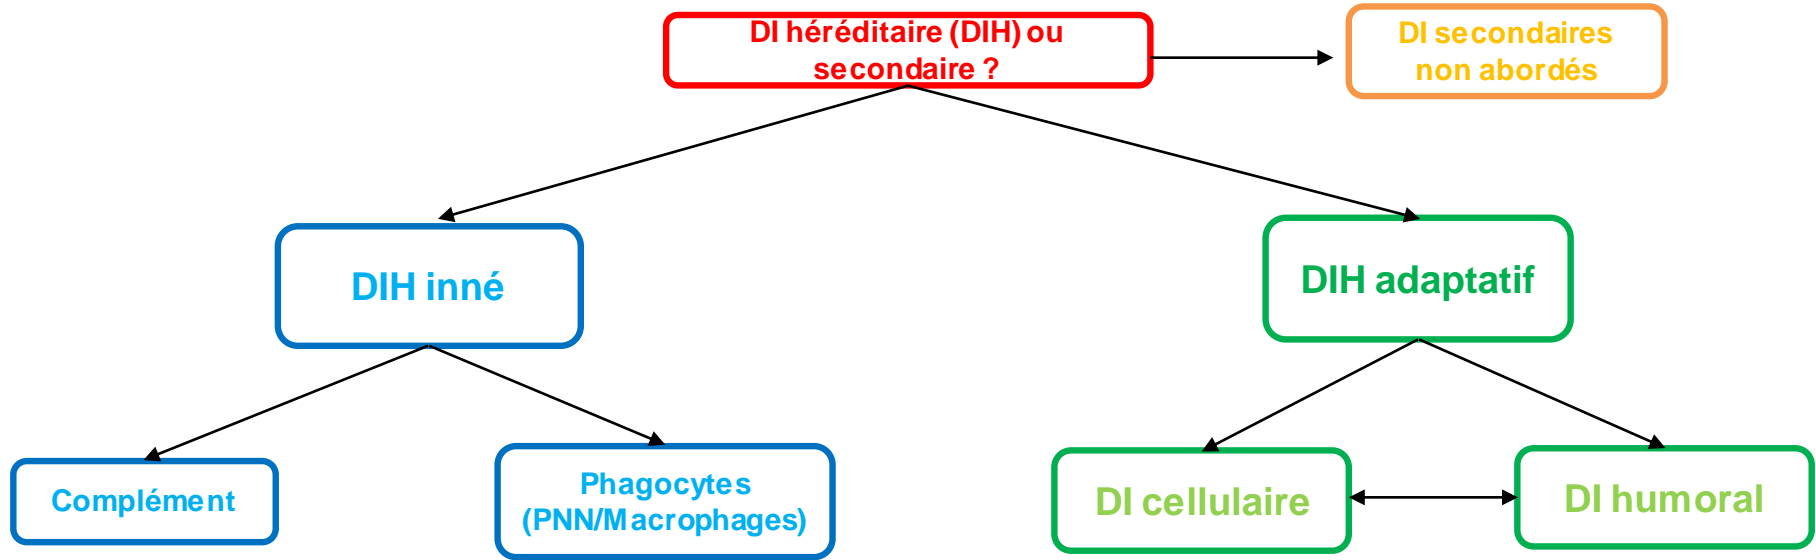 DI héréditaire (DIH) ou
secondaire ?
DI secondaires
non abordés
DIH inné
DIH adaptatif
Complément
Phagocytes
(PNN/Macrophages)
DI cellulaire
DI humoral